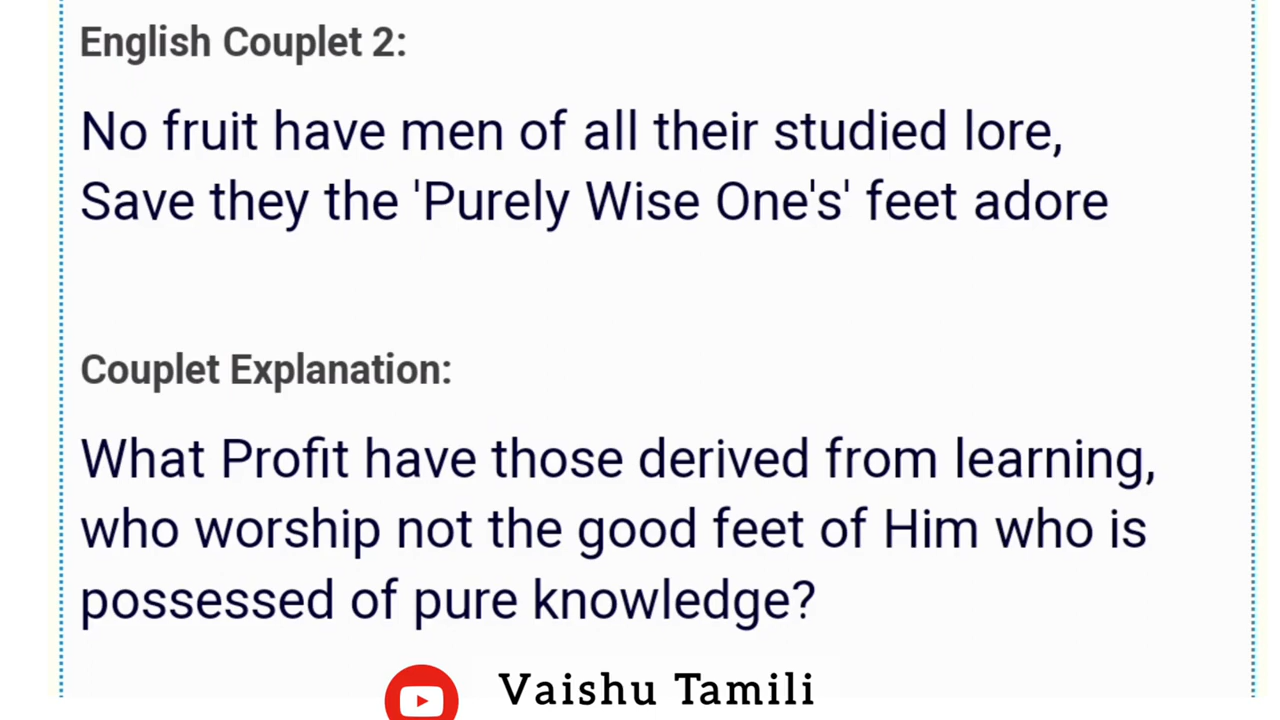 English Couplet 2:
No fruit have men of all their studied lore,
Save they the 'Purely Wise One's' feet adore
Couplet Explanation:
What Profit have those derived from learning,
who worship not the good feet of Him who is
possessed of pure knowledge?
Vaishu Tamili